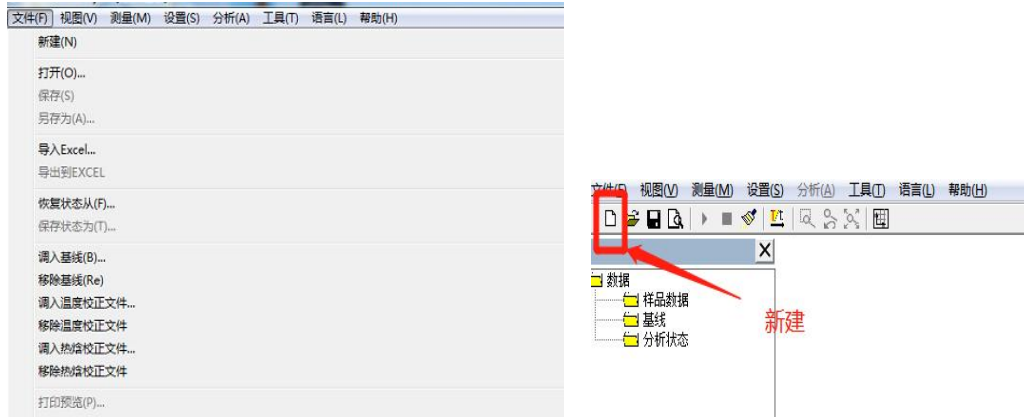 文件(F) 视图(V) 测量(M) 设置(S) 分析(A) 工具(T) 语言(L) 帮助(H)
新建(N)
打开(O)...
保存(S)
另存为(A)...
导入Excel...
导出到EXCEL
恢复状态从(F)...
保存状态为(T)...
调入基线(B)...
移除基线(Re)
调入温度校正文件...
移除温度校正文件
调入热焓校正文件...
移除热焓校正文件
打印预览(P)...
文件(F) 视图(V) 测量(M) 设置(S) 分析(A) 工具(T) 语言(L) 帮助(H)
数据
样品数据
基线
分析状态
新建